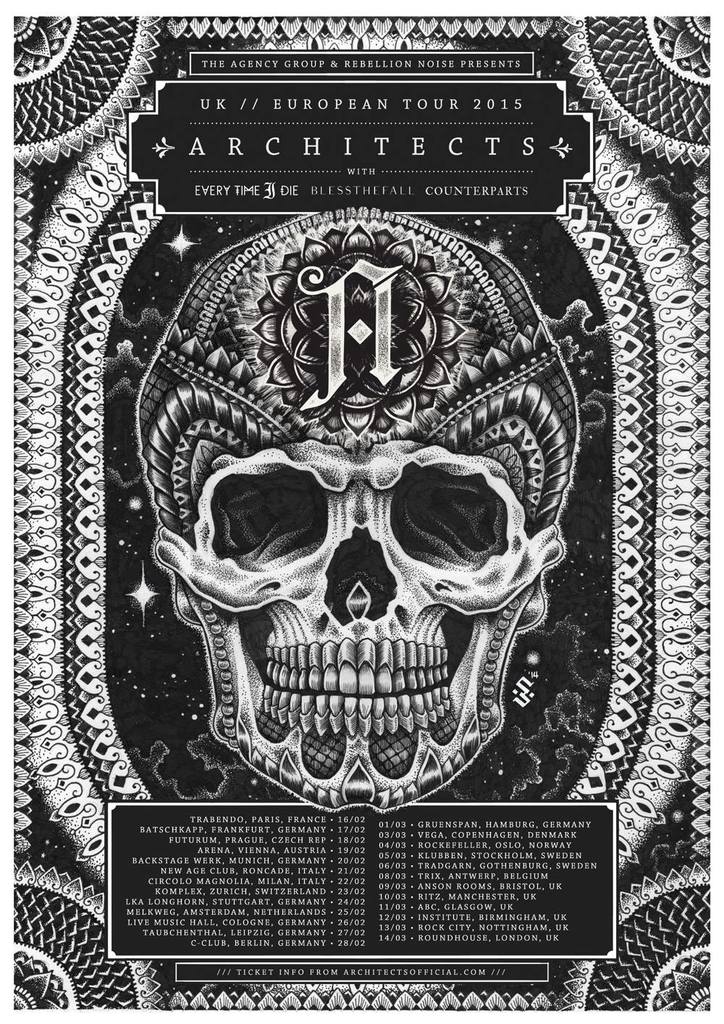 THE AGENCY GROUP & REBELLION NOISE PRESENTS
UK // EUROPEAN TOUR 2015
ARCHITECTS
WITH
EVERY TIME I DIE BLESSTHEFALL COUNTERPARTS
A
'14
TRABENDO, PARIS, FRANCE • 16/02
BATSCHKAPP, FRANKFURT, GERMANY • 17/02
FUTURUM, PRAGUE, CZECH REP • 18/02
ARENA, VIENNA, AUSTRIA • 19/02
BACKSTAGE WERK, MUNICH, GERMANY • 20/02
NEW AGE CLUB, RONCADE, ITALY • 21/02
CIRCOLO MAGNOLIA, MILAN, ITALY • 22/02
KOMPLEX, ZURICH, SWITZERLAND • 23/02
LKA LONGHORN, STUTTGART, GERMANY • 24/02
MELKWEG, AMSTERDAM, NETHERLANDS • 25/02
LIVE MUSIC HALL, COLOGNE, GERMANY • 26/02
TAUBCHENTHAL, LEIPZIG, GERMANY • 27/02
C-CLUB, BERLIN, GERMANY • 28/02
01/03 • GRUENSPAN, HAMBURG, GERMANY
03/03 • VEGA, COPENHAGEN, DENMARK
04/03 • ROCKEFELLER, OSLO, NORWAY
05/03 • KLUBBEN, STOCKHOLM, SWEDEN
06/03 • TRADGARN, GOTHENBURG, SWEDEN
08/03 • TRIX, ANTWERP, BELGIUM
09/03 • ANSON ROOMS, BRISTOL, UK
10/03 • RITZ, MANCHESTER, UK
11/03 • ABC, GLASGOW, UK
12/03 • INSTITUTE, BIRMINGHAM, UK
13/03 • ROCK CITY, NOTTINGHAM, UK
14/03 • ROUNDHOUSE, LONDON, UK
/// TICKET INFO FROM ARCHITECTSOFFICIAL.COM ///